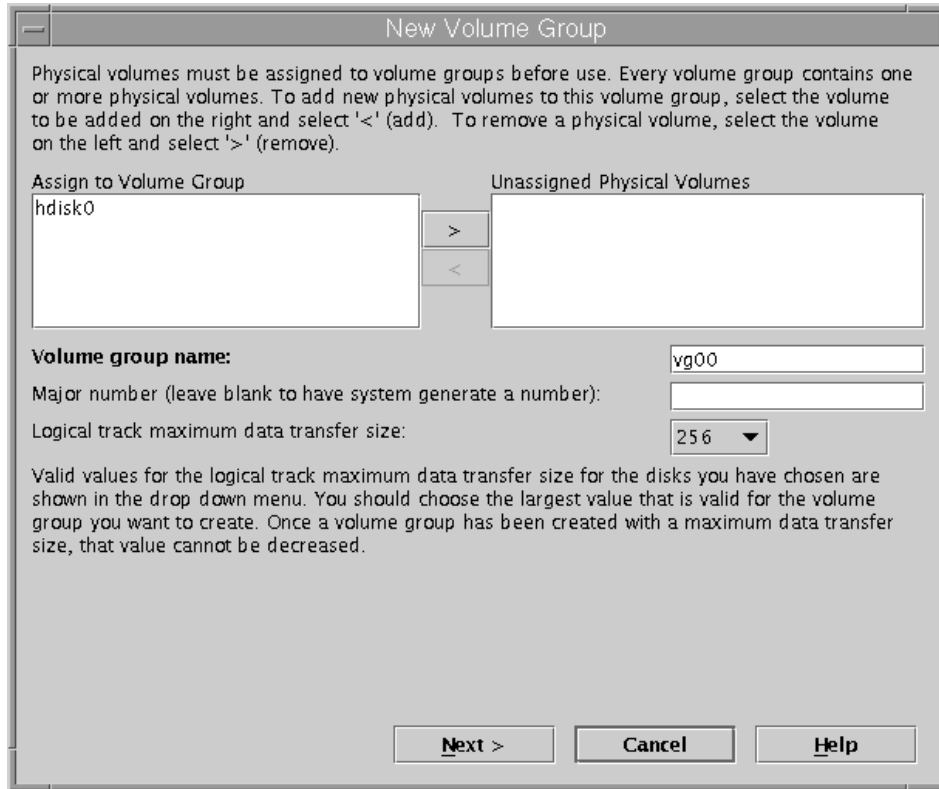 New Volume Group
Physical volumes must be assigned to volume groups before use. Every volume group contains one
or more physical volumes. To add new physical volumes to this volume group, select the volume
to be added on the right and select '<' (add). To remove a physical volume, select the volume
on the left and select '>' (remove).
Assign to Volume Group
Unassigned Physical Volumes
hdisk0
>
<
Volume group name:
vg00
Major number (leave blank to have system generate a number):
Logical track maximum data transfer size:
256
Valid values for the logical track maximum data transfer size for the disks you have chosen are
shown in the drop down menu. You should choose the largest value that is valid for the volume
group you want to create. Once a volume group has been created with a maximum data transfer
size, that value cannot be decreased.
Next >
Cancel
Help